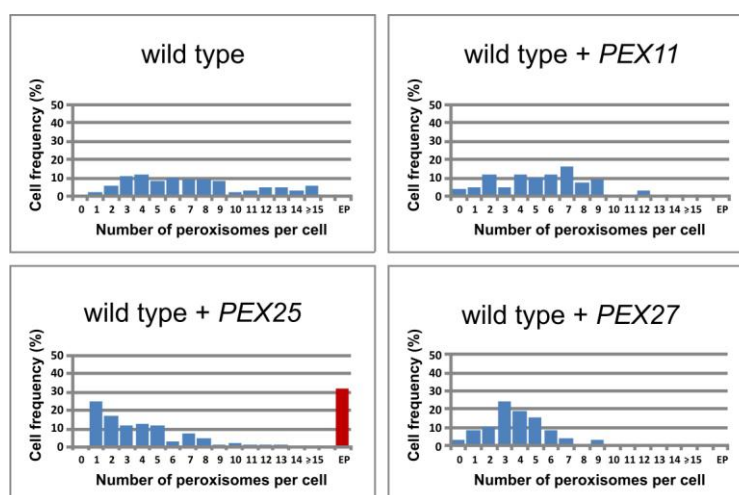 wild type
Cell frequency (%)
50
40
30
20
10
0
0 1 2 3 4 5 6 7 8 9 10 11 12 13 14 ≥15 EP
Number of peroxisomes per cell
wild type + PEX11
Cell frequency (%)
50
40
30
20
10
0
0 1 2 3 4 5 6 7 8 9 10 11 12 13 14 ≥15 EP
Number of peroxisomes per cell
wild type + PEX25
Cell frequency (%)
50
40
30
20
10
0
0 1 2 3 4 5 6 7 8 9 10 11 12 13 14 ≥15 EP
Number of peroxisomes per cell
wild type + PEX27
Cell frequency (%)
50
40
30
20
10
0
0 1 2 3 4 5 6 7 8 9 10 11 12 13 14 ≥15 EP
Number of peroxisomes per cell